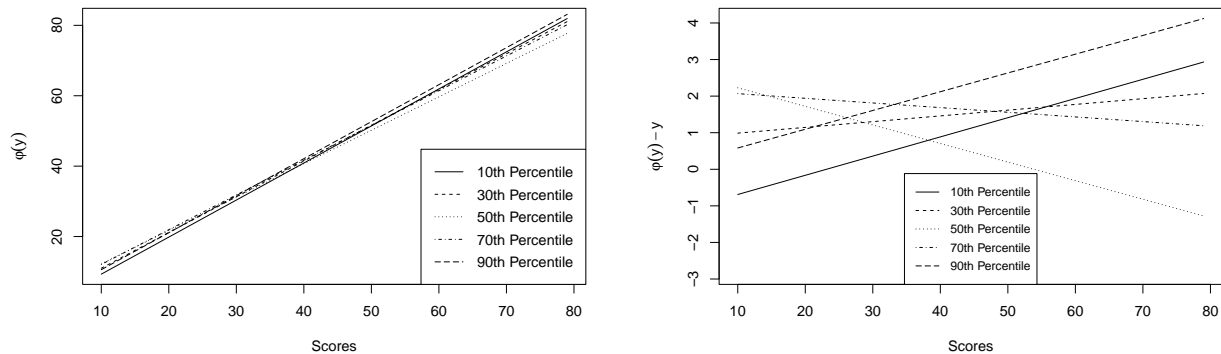 φ(y)
80
60
40
20
10 20 30 40 50 60 70 80
Scores
10th Percentile
30th Percentile
50th Percentile
70th Percentile
90th Percentile
φ(y) − y
4
3
2
1
0
−1
−2
−3
10 20 30 40 50 60 70 80
Scores
10th Percentile
30th Percentile
50th Percentile
70th Percentile
90th Percentile